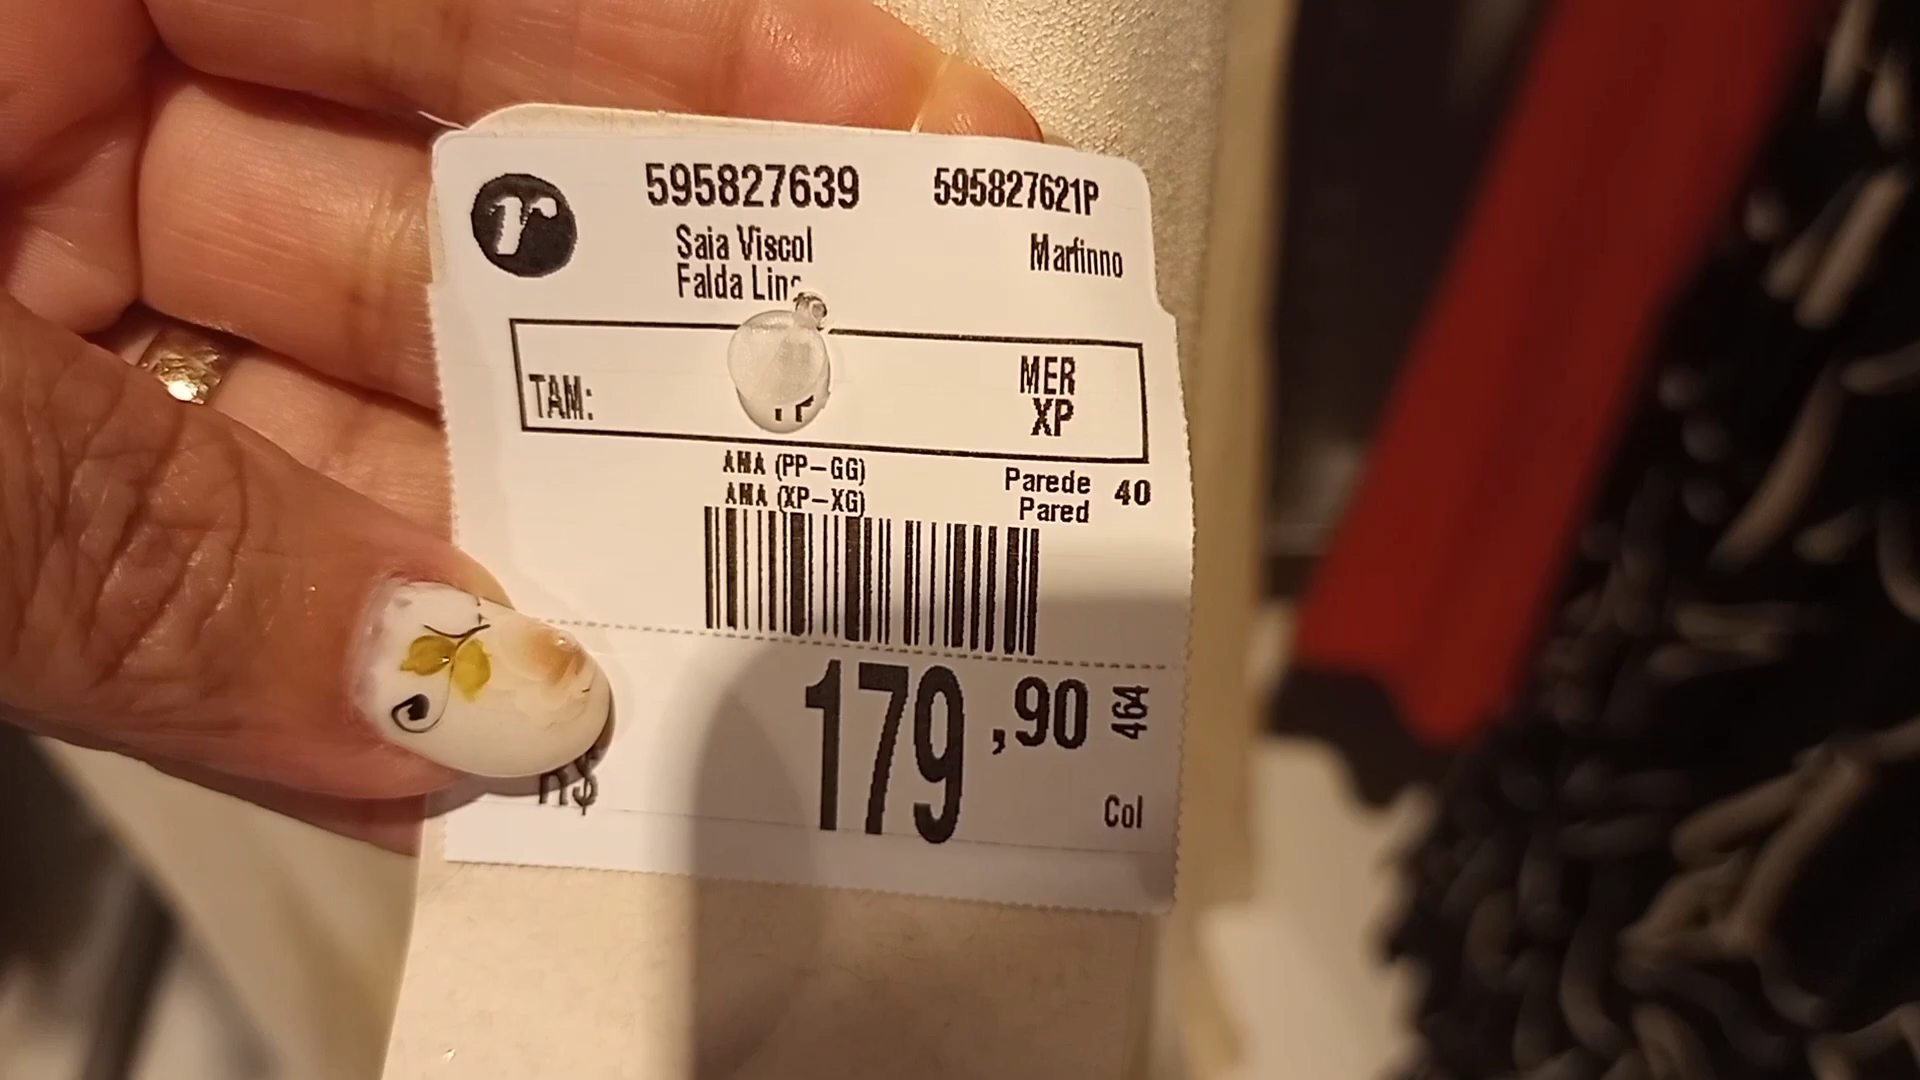 r
595827639 595827621P
Saia Viscol Marfinno
Falda
TAM: MER
XP
AMA (PP-GG) Parede 40
AMA (XP-XG) Pared
R$ 179,90 464
Col